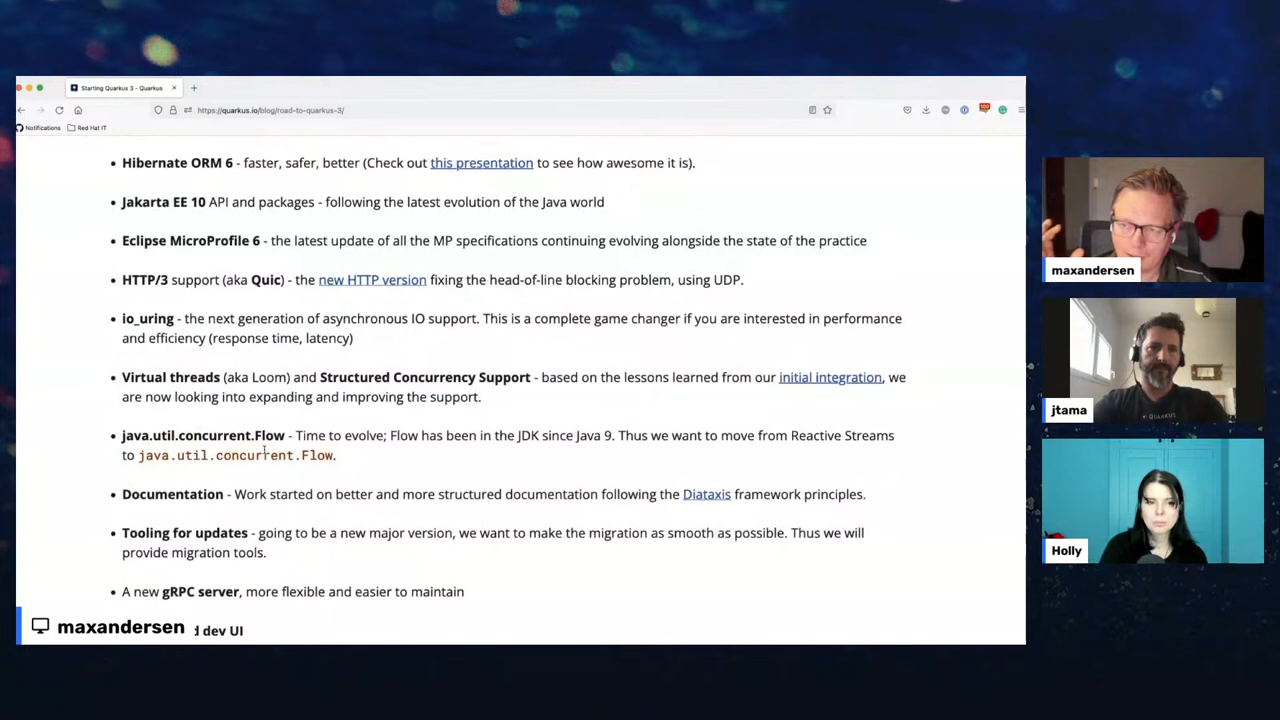 Starting Quarkus 3 - Quarkus
https://quarkus.io/blog/road-to-quarkus-3/
Notifications
Red Hat IT
• Hibernate ORM 6 - faster, safer, better (Check out this presentation to see how awesome it is).
• Jakarta EE 10 API and packages - following the latest evolution of the Java world
• Eclipse MicroProfile 6 - the latest update of all the MP specifications continuing evolving alongside the state of the practice
• HTTP/3 support (aka Quic) - the new HTTP version fixing the head-of-line blocking problem, using UDP.
• io_uring - the next generation of asynchronous IO support. This is a complete game changer if you are interested in performance
and efficiency (response time, latency)
• Virtual threads (aka Loom) and Structured Concurrency Support - based on the lessons learned from our initial integration, we
are now looking into expanding and improving the support.
• java.util.concurrent.Flow - Time to evolve; Flow has been in the JDK since Java 9. Thus we want to move from Reactive Streams
to java.util.concurrent.Flow.
• Documentation - Work started on better and more structured documentation following the Diataxis framework principles.
• Tooling for updates - going to be a new major version, we want to make the migration as smooth as possible. Thus we will
provide migration tools.
• A new gRPC server, more flexible and easier to maintain
dev UI
maxandersen
maxandersen
jtama
QUARKUS
Holly